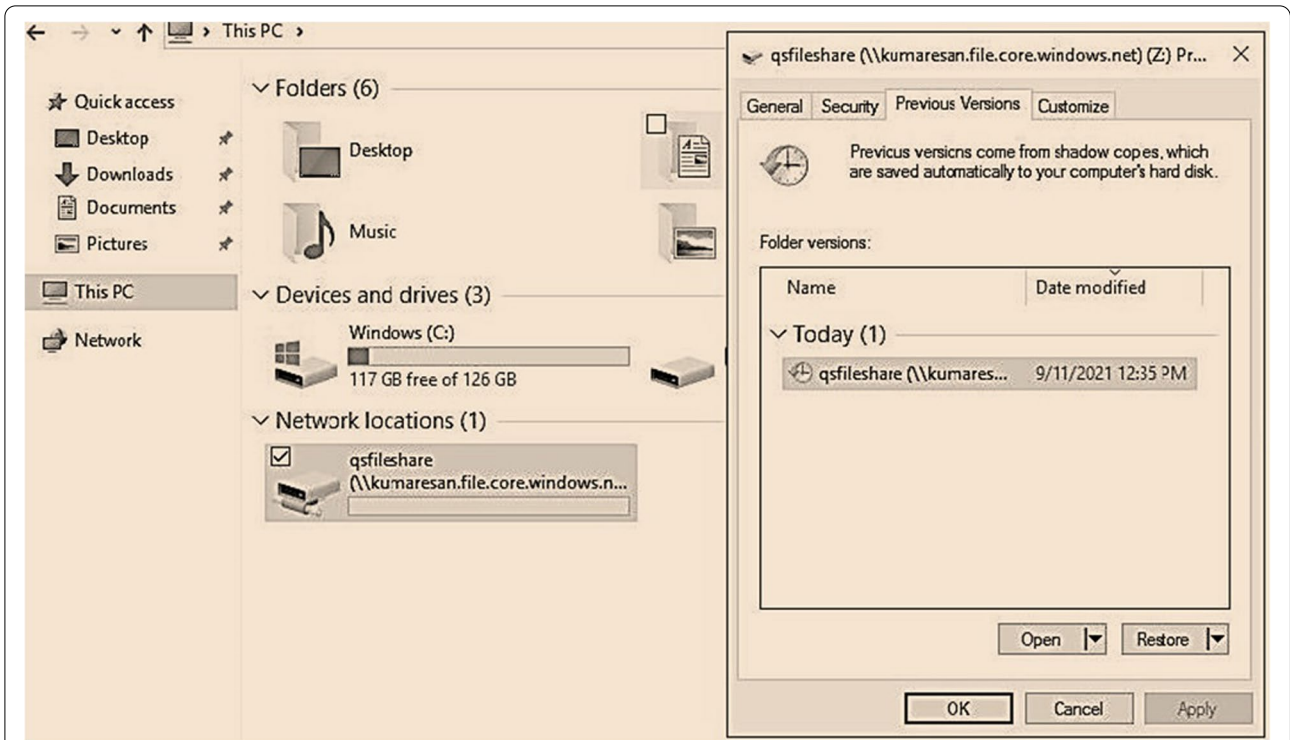 This PC
Quick access
Desktop
Downloads
Documents
Pictures
This PC
Network
Folders (6)
Desktop
Music
Devices and drives (3)
Windows (C:)
117 GB free of 126 GB
Network locations (1)
qsfileshare
(\\kumaresan.file.core.windows.n...
qsfileshare (\\kumaresan.file.core.windows.net) (Z:) Pr...
General Security Previous Versions Customize
Previcus versicns come from shadow copies, which
are saved automatically to your computer's hard disk.
Folder versions:
Name Date modified
Today (1)
qsfileshare (\\kumares... 9/11/2021 12:35 PM
Open Restore
OK Cancel Apply